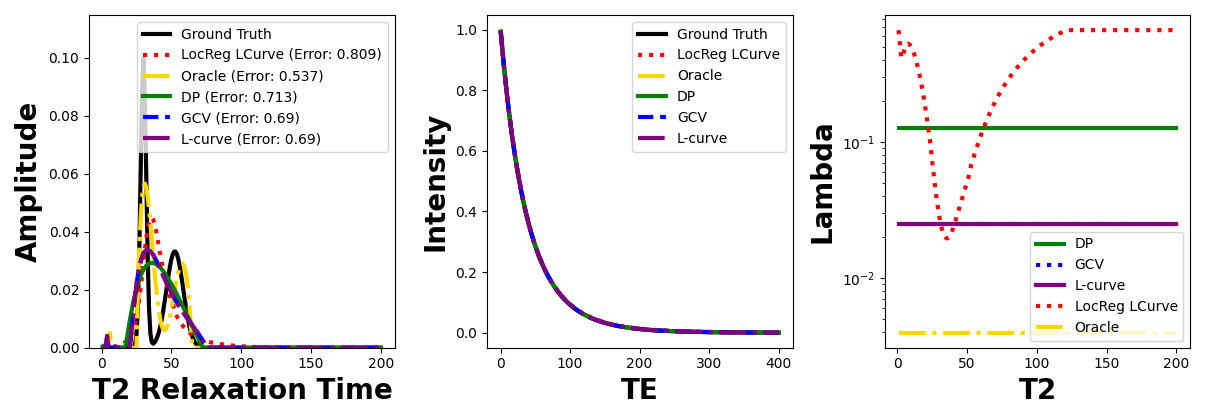 Amplitude
0.10
0.08
0.06
0.04
0.02
0.00
Ground Truth
LocReg LCurve (Error: 0.809)
Oracle (Error: 0.537)
DP (Error: 0.713)
GCV (Error: 0.69)
L-curve (Error: 0.69)
0 50 100 150 200
T2 Relaxation Time
Intensity
1.0
0.8
0.6
0.4
0.2
0.0
Ground Truth
LocReg LCurve
Oracle
DP
GCV
L-curve
0 100 200 300 400
TE
Lambda
10⁻¹
10⁻²
DP
GCV
L-curve
LocReg LCurve
Oracle
0 50 100 150 200
T2